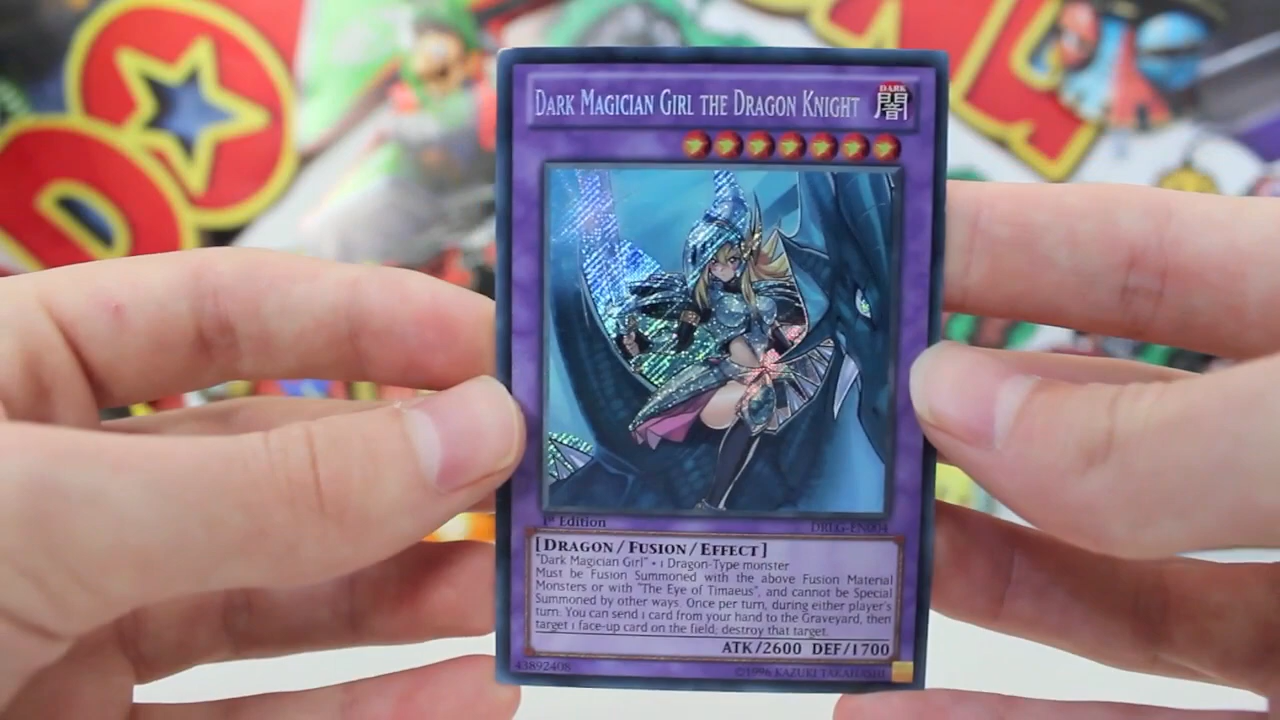 DARK MAGICIAN GIRL THE DRAGON KNIGHT
DARK
闇
1st Edition
DRLG-EN004
[DRAGON/FUSION/EFFECT]
"Dark Magician Girl" + 1 Dragon-Type monster
Must be Fusion Summoned with the above Fusion Material
Monsters or with "The Eye of Timaeus", and cannot be Special
Summoned by other ways. Once per turn, during either player's
turn: You can send 1 card from your hand to the Graveyard, then
target 1 face-up card on the field; destroy that target.
ATK/2600 DEF/1700
43892408
©1996 KAZUKI TAKAHASHI